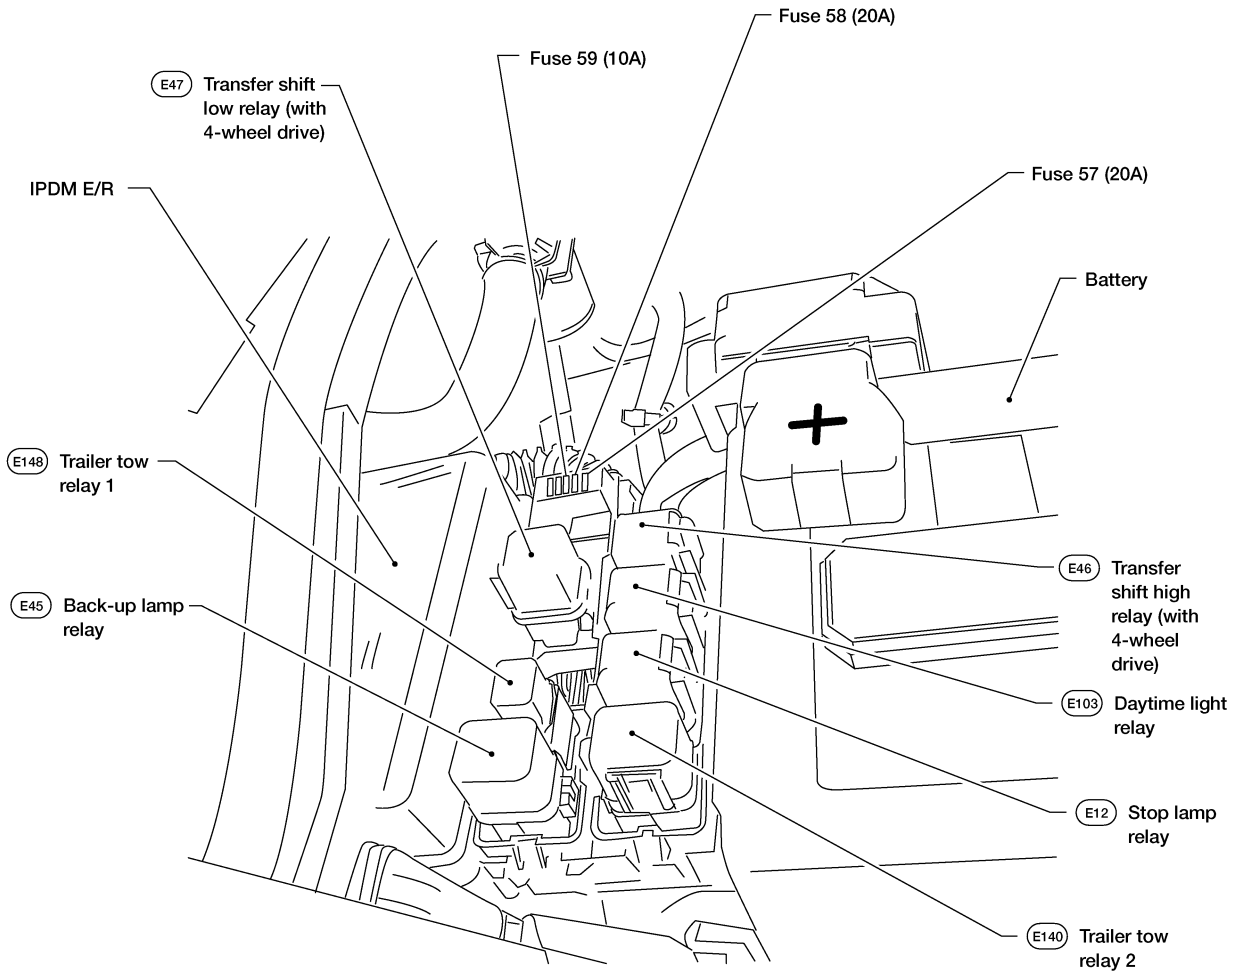 Fuse 58 (20A)
Fuse 59 (10A)
E47 Transfer shift
low relay (with
4-wheel drive)
Fuse 57 (20A)
IPDM E/R
Battery
E148 Trailer tow
relay 1
E46 Transfer
shift high
relay (with
4-wheel
drive)
E45 Back-up lamp
relay
E103 Daytime light
relay
E12 Stop lamp
relay
E140 Trailer tow
relay 2